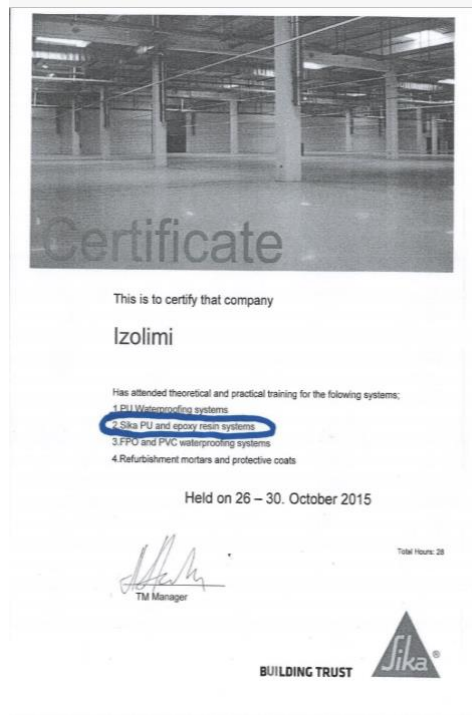 Certificate
This is to certify that company
Izolimi
Has attended theoretical and practical training for the folowing systems;
1.PU Waterproofing systems
2.Sika PU and epoxy resin systems
3.FPO and PVC waterproofing systems
4.Refurbishment mortars and protective coats
Held on 26 – 30. October 2015
Total Hours: 28
TM Manager
BUILDING TRUST
Sika®